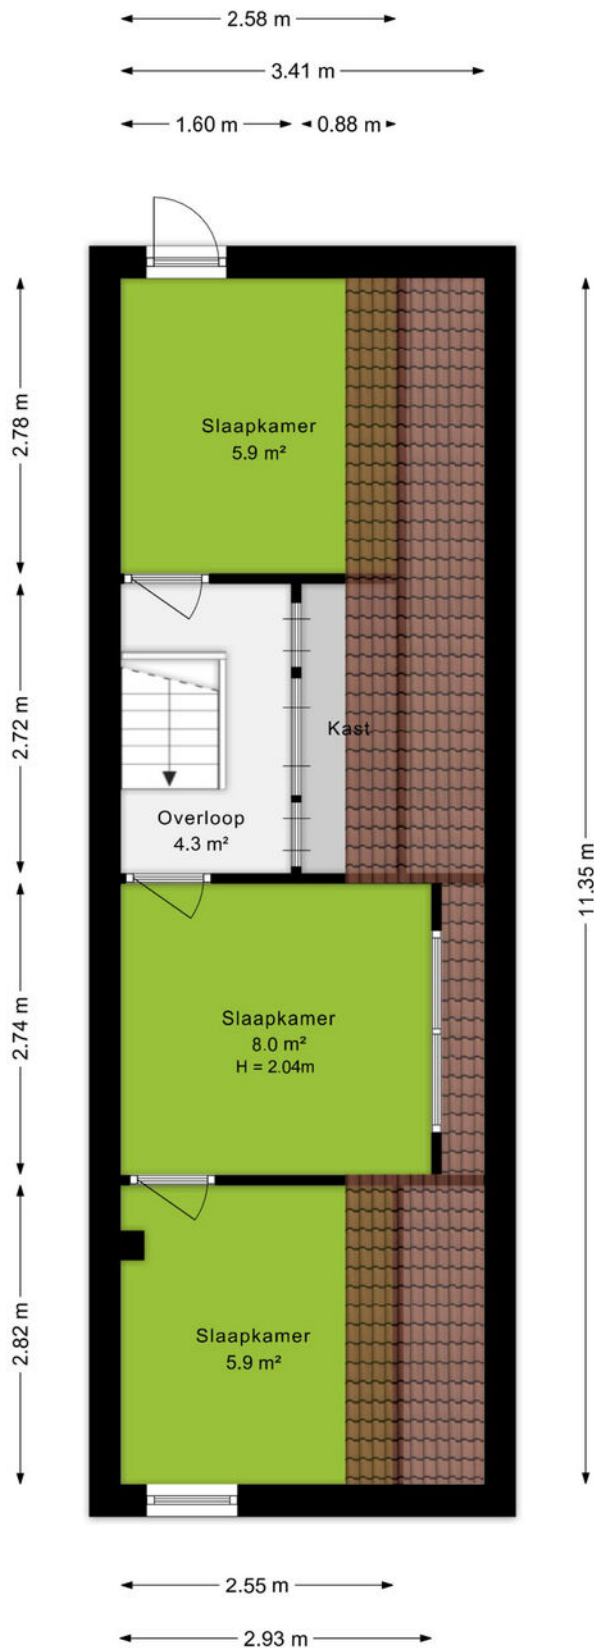 2.58 m
3.41 m
1.60 m
0.88 m
2.78 m
Slaapkamer
5.9 m²
2.72 m
Kast
Overloop
4.3 m²
11.35 m
2.74 m
Slaapkamer
8.0 m²
H = 2.04m
2.82 m
Slaapkamer
5.9 m²
2.55 m
2.93 m